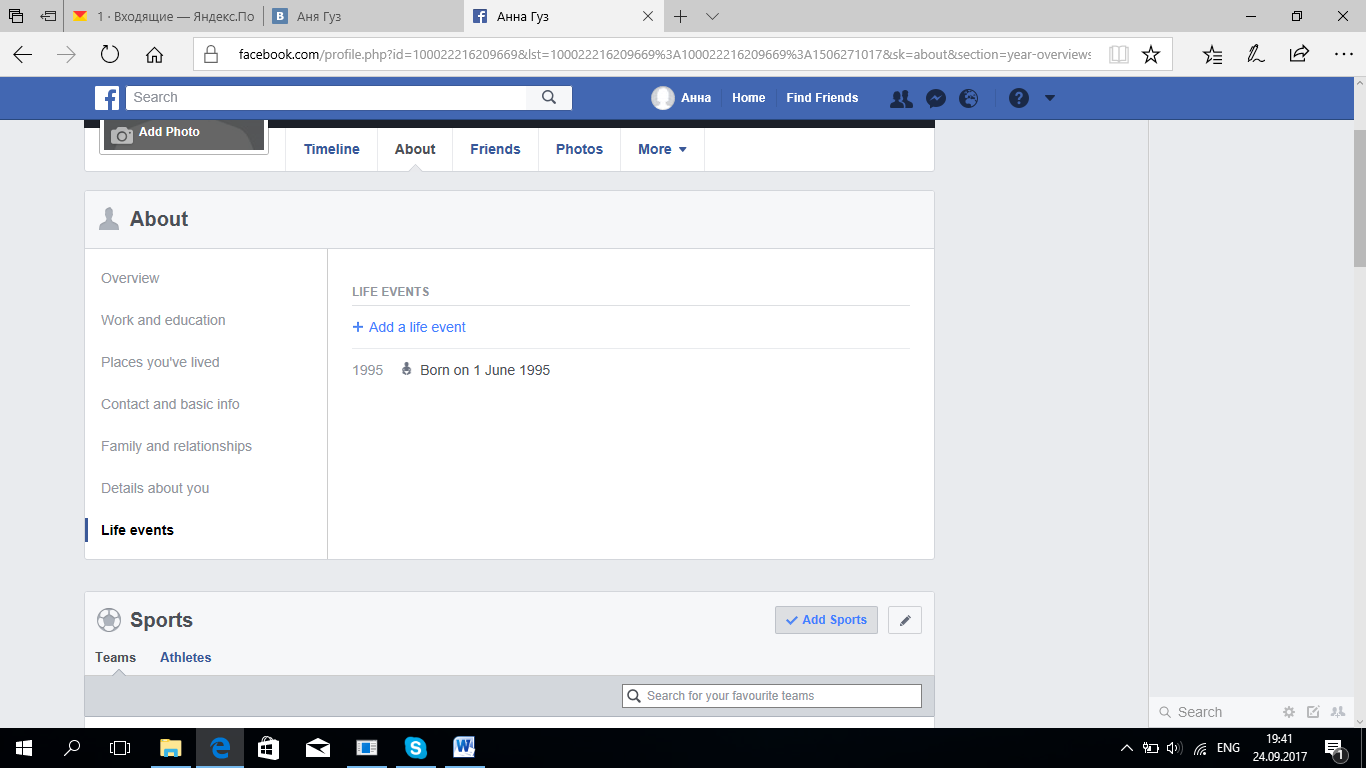 1 · Входящие — Яндекс.По
Аня Гуз
Анна Гуз
facebook.com/profile.php?id=100022216209669&lst=100022216209669%3A100022216209669%3A1506271017&sk=about&section=year-overviews
Search
Анна
Home
Find Friends
Add Photo
Timeline
About
Friends
Photos
More
About
Overview
Work and education
Places you've lived
Contact and basic info
Family and relationships
Details about you
Life events
LIFE EVENTS
+ Add a life event
1995 Born on 1 June 1995
Sports
Add Sports
Teams
Athletes
Search for your favourite teams
Search
ENG
19:41
24.09.2017
1